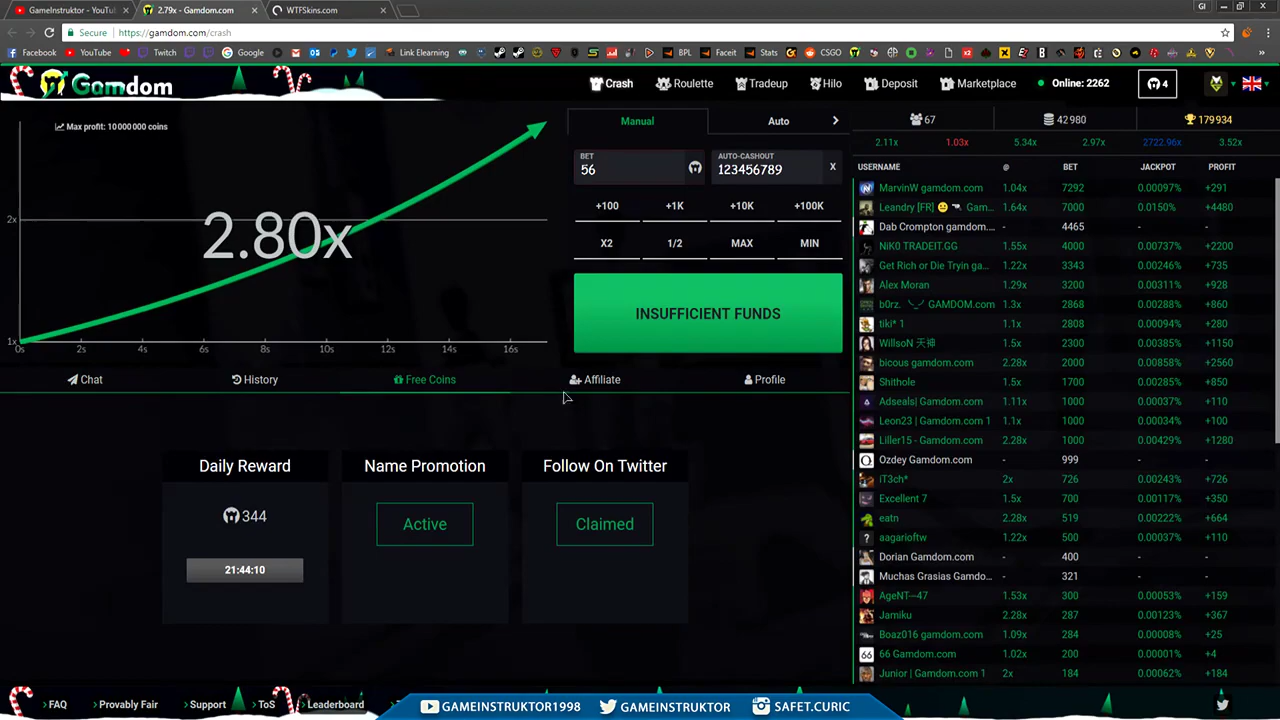 GameInstruktor - YouTu
2.79x - Gamdom.com
WTFSkins.com
GI
Secure
https://gamdom.com/crash
Facebook
YouTube
Google
Link Elearning
BPL
Faceit
Stats
CSGO
Gamdom
Crash
Roulette
Tradeup
Hilo
Deposit
Marketplace
Online: 2262
4
Max profit: 10 000 000 coins
2.80x
2x
1x
0s 2s 4s 6s 8s 10s 12s 14s 16s
Manual
Auto
BET
56
AUTO-CASHOUT
123456789
X
+100 +1K +10K +100K
X2 1/2 MAX MIN
INSUFFICIENT FUNDS
Chat
History
Free Coins
Affiliate
Profile
Daily Reward
344
21:44:10
Name Promotion
Active
Follow On Twitter
Claimed
67
42 980
179 934
2.11x 1.03x 5.34x 2.97x 2722.96x 3.52x
USERNAME @ BET JACKPOT PROFIT
MarvinW gamdom.com 1.04x 7292 0.00097% +291
Leandry [FR] 😐 🔫 Gam... 1.64x 7000 0.0150% +4480
Dab Crompton gamdom.com - 4465 - -
NiK0 TRADEIT.GG 1.55x 4000 0.00737% +2200
Get Rich or Die Tryin ga... 1.22x 3343 0.00246% +735
Alex Moran 1.29x 3200 0.00311% +928
b0rz. ╰_╯ GAMDOM.com 1.3x 2868 0.00288% +860
tiki* 1 1.1x 2808 0.00094% +280
WillsoN 天神 1.5x 2300 0.00385% +1150
bicous gamdom.com 2.28x 2000 0.00858% +2560
Shithole 1.5x 1700 0.00285% +850
Adseals| Gamdom.com 1.11x 1000 0.00037% +110
Leon23 | Gamdom.com 1 1.1x 1000 0.00037% +100
Liller15 - Gamdom.com 2.28x 1000 0.00429% +1280
Ozdey Gamdom.com - 999 - -
iT3ch* 2x 726 0.00243% +726
Excellent 7 1.5x 700 0.00117% +350
eatn 2.28x 519 0.00222% +664
aagarioftw 1.22x 500 0.00037% +110
Dorian Gamdom.com - 400 - -
Muchas Grasias Gamdo... - 321 - -
AgeNT--47 1.53x 300 0.00053% +159
Jamiku 2.28x 287 0.00123% +367
Boaz016 gamdom.com 1.09x 284 0.00008% +25
66 Gamdom.com 1.02x 200 0.00001% +4
Junior | Gamdom.com 1 2x 184 0.00062% +184
FAQ
Provably Fair
Support
ToS
Leaderboard
GAMEINSTRUKTOR1998
GAMEINSTRUKTOR
SAFET.CURIC